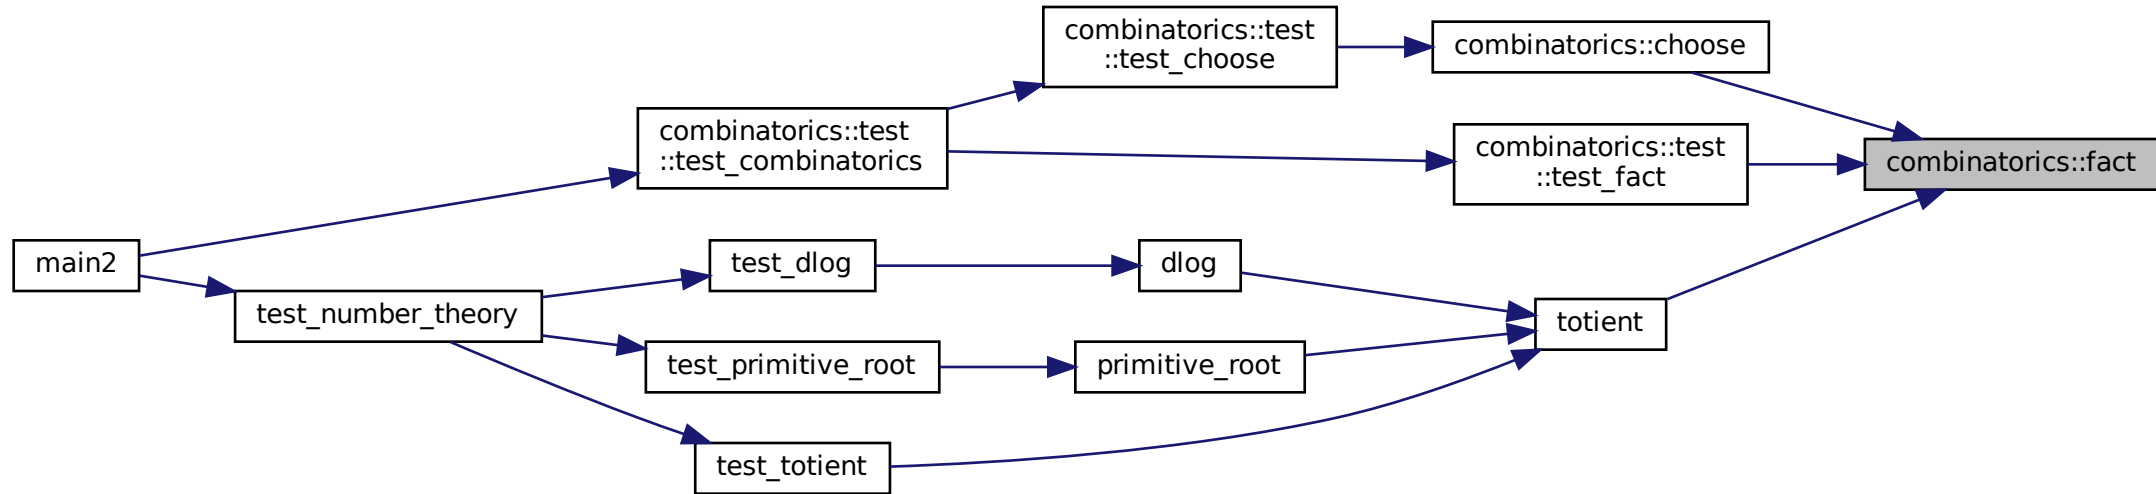 combinatorics::test
::test_choose
combinatorics::choose
combinatorics::test
::test_combinatorics
combinatorics::test
::test_fact
combinatorics::fact
main2
test_dlog
dlog
test_number_theory
totient
test_primitive_root
primitive_root
test_totient